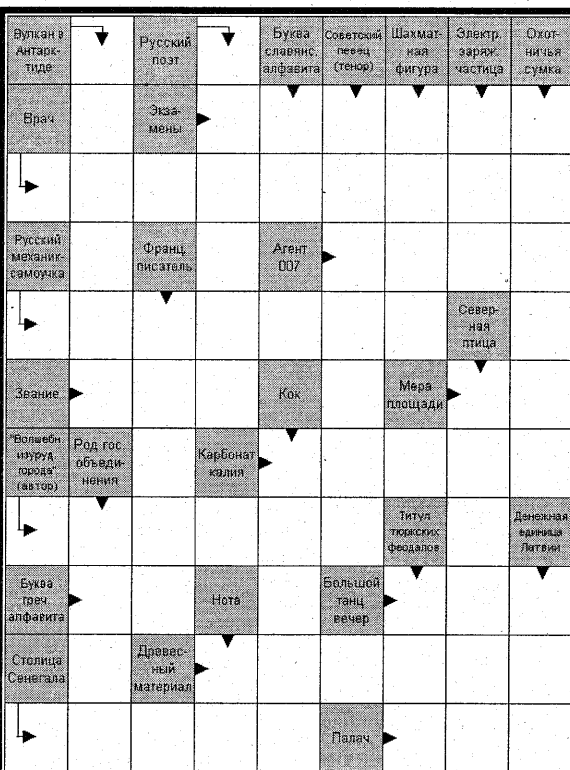 Вулкан в
Антарк-
тиде
Русский
поэт
Буква
славянс.
алфавита
Советский
певец
(тенор)
Шахмат-
ная
фигура
Электр.
заряж.
частица
Охот-
ничья
сумка
Врач
Экза-
мены
Русский
механик-
самоучка
Франц.
писатель
Агент
007
Север-
ная
птица
Звание
Кок
Мера
площади
"Волшебн.
изуруд.
города"
(автор)
Род гос.
объеди-
нения
Карбонат
калия
Титул
тюркских
феодалов
Денежная
единица
Латвии
Буква
греч.
алфавита
Нота
Большой
танц.
вечер
Столица
Сенегала
Древес-
ный
материал
Палач